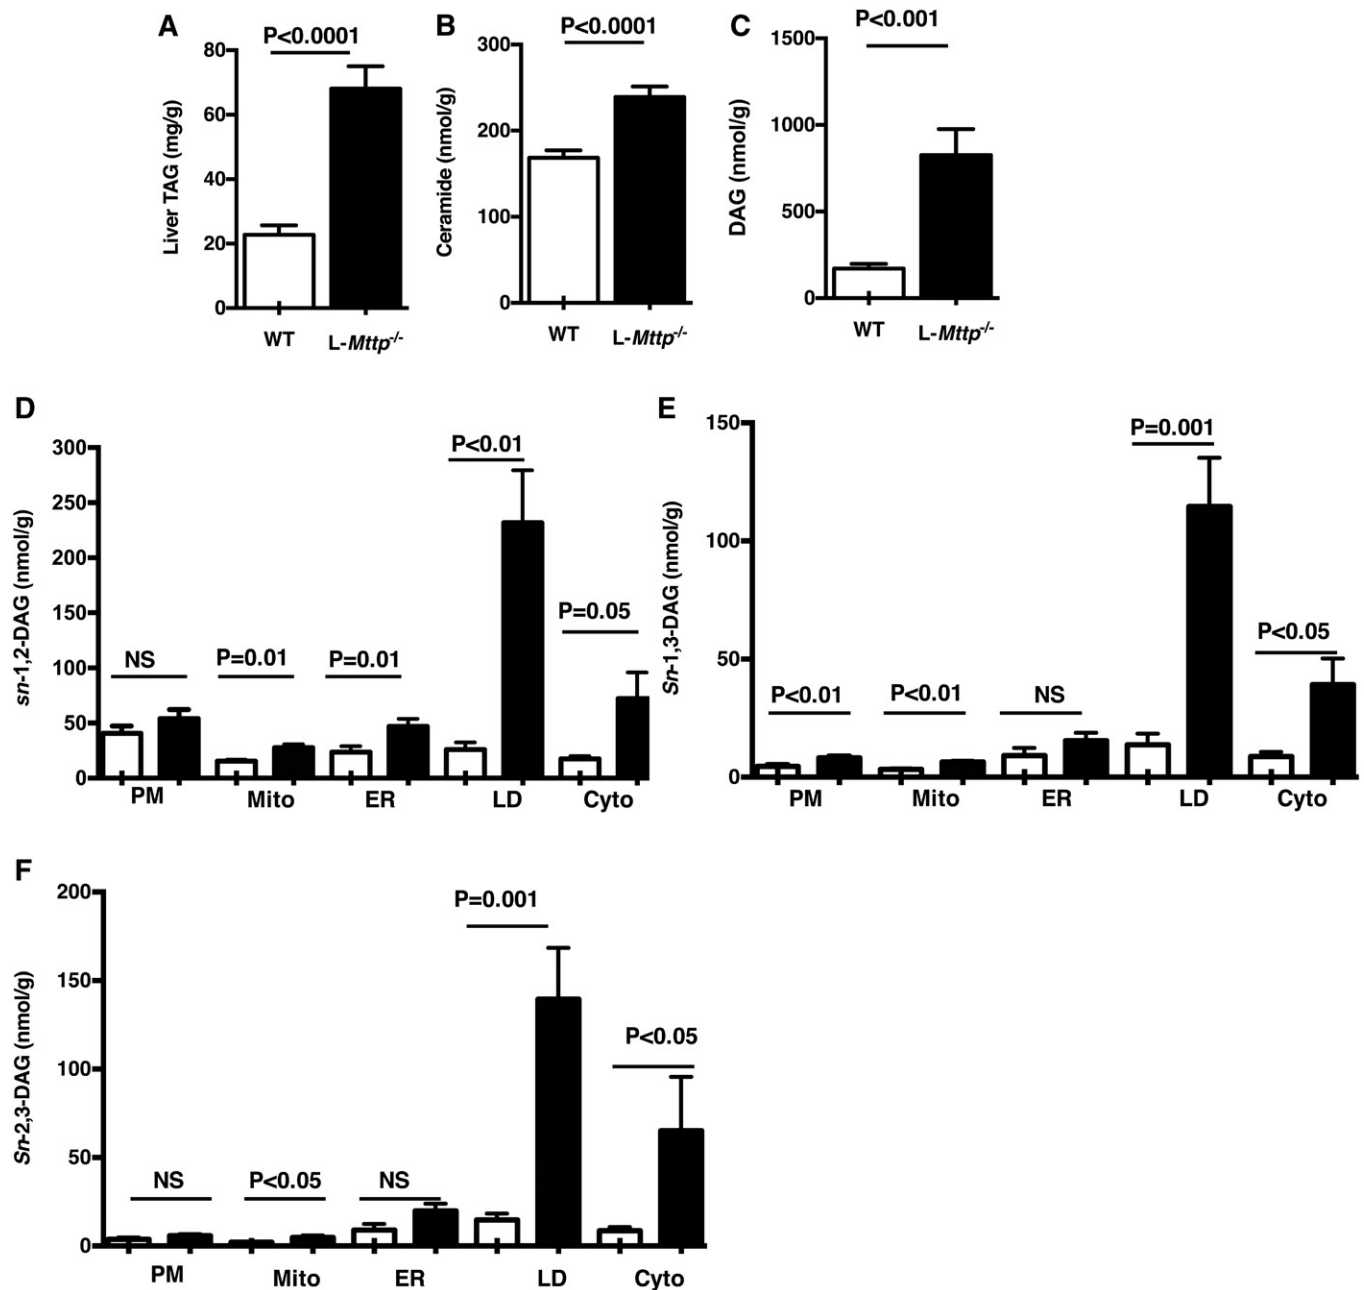 A
P<0.0001
Liver TAG (mg/g)
80
60
40
20
0
WT
L-Mttp-/-
B
P<0.0001
Ceramide (nmol/g)
300
200
100
0
WT
L-Mttp-/-
C
P<0.001
DAG (nmol/g)
1500
1000
500
0
WT
L-Mttp-/-
D
sn-1,2-DAG (nmol/g)
300
250
200
150
100
50
0
NS
P=0.01
P=0.01
P<0.01
P=0.05
PM
Mito
ER
LD
Cyto
E
Sn-1,3-DAG (nmol/g)
150
100
50
0
P<0.01
P<0.01
NS
P=0.001
P<0.05
PM
Mito
ER
LD
Cyto
F
Sn-2,3-DAG (nmol/g)
200
150
100
50
0
NS
P<0.05
NS
P=0.001
P<0.05
PM
Mito
ER
LD
Cyto